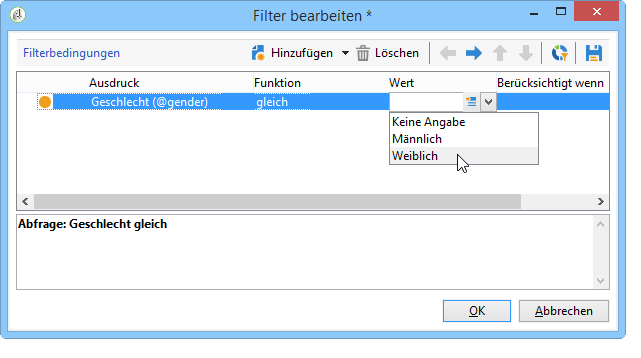 Filter bearbeiten *
Filterbedingungen Hinzufügen Löschen
Ausdruck Funktion Wert Berücksichtigt wenn
Geschlecht (@gender) gleich
Keine Angabe
Männlich
Weiblich
Abfrage: Geschlecht gleich
OK Abbrechen